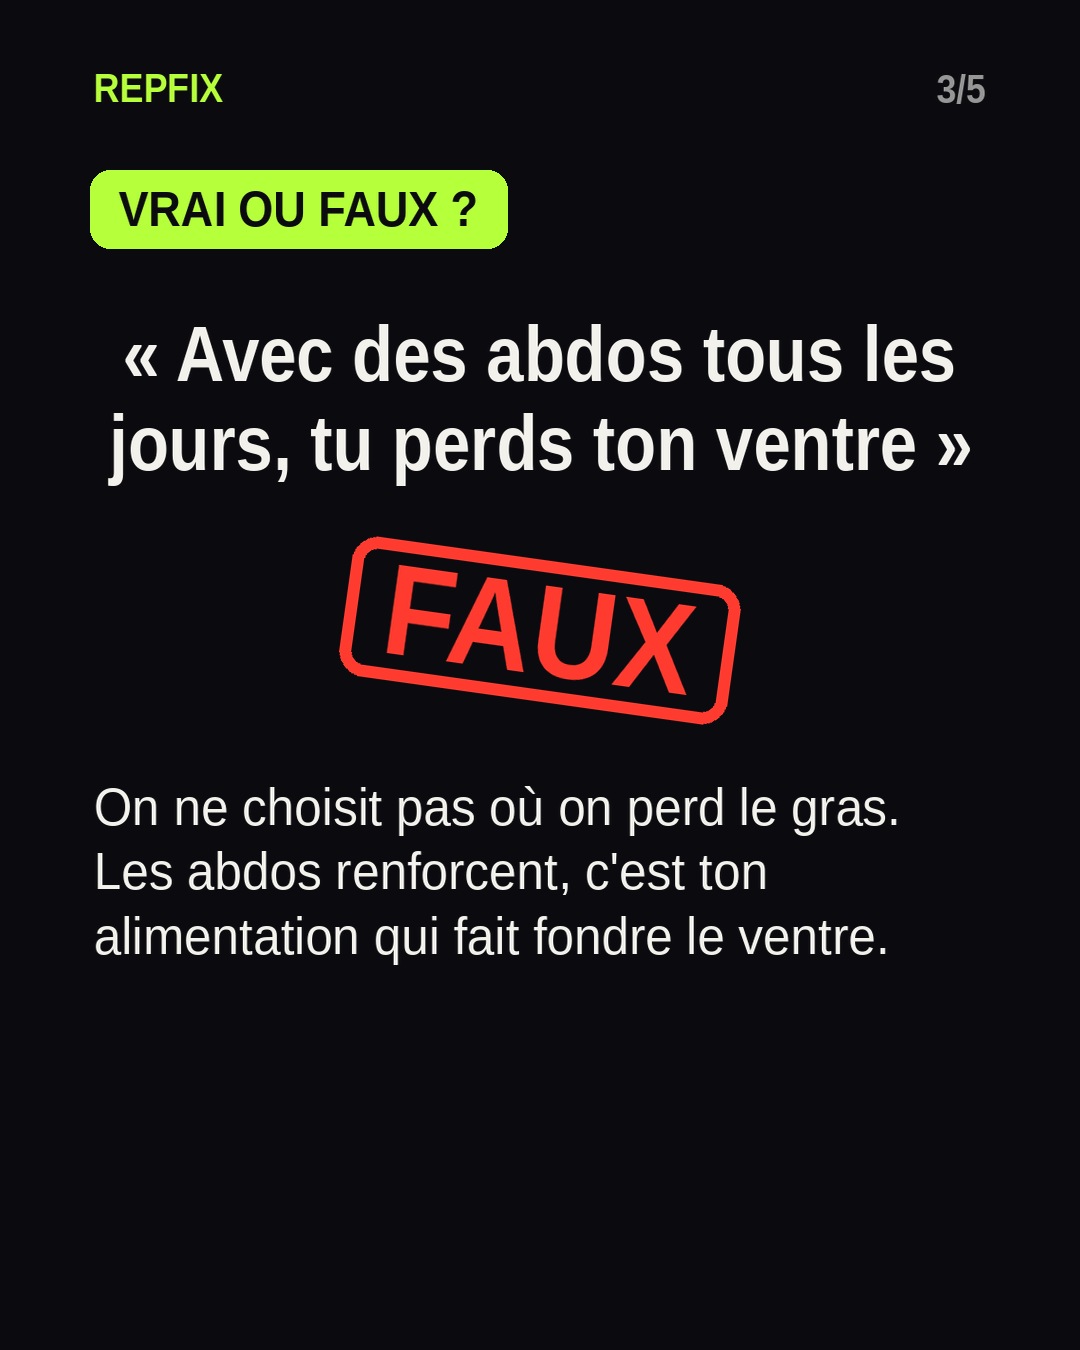 REPFIX
3/5
VRAI OU FAUX ?
« Avec des abdos tous les
jours, tu perds ton ventre »
FAUX
On ne choisit pas où on perd le gras.
Les abdos renforcent, c'est ton
alimentation qui fait fondre le ventre.